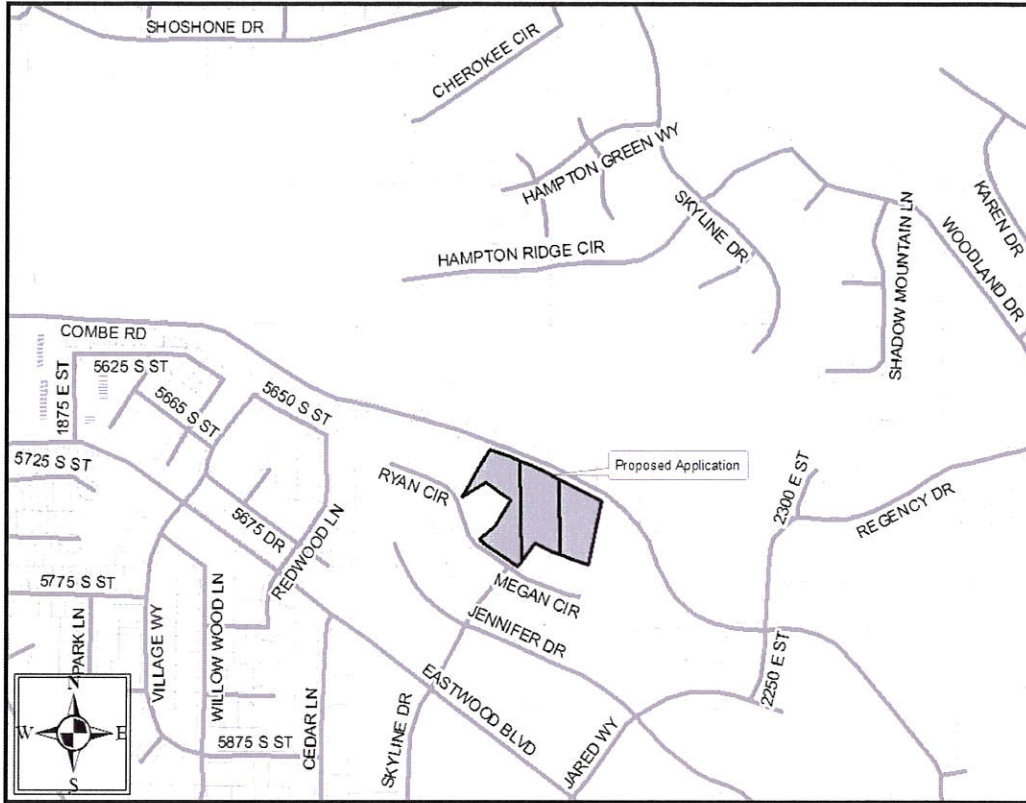 SHOSHONE DR
CHEROKEE CIR
HAMPTON GREEN WY
SKYLINE DR
KAREN DR
WOODLAND DR
SHADOW MOUNTAIN LN
HAMPTON RIDGE CIR
COMBE RD
5625 S ST
1875 E ST
5665 S ST
5650 S ST
5725 S ST
Proposed Application
RYAN CIR
2300 E ST
REGENCY DR
5675 DR
REDWOOD LN
MEGAN CIR
5775 S ST
JENNIFER DR
PARK LN
VILLAGE WY
WILLOW WOOD LN
2250 E ST
EASTWOOD BLVD
CEDAR LN
SKYLINE DR
JARED WY
5875 S ST
N
W
E
S